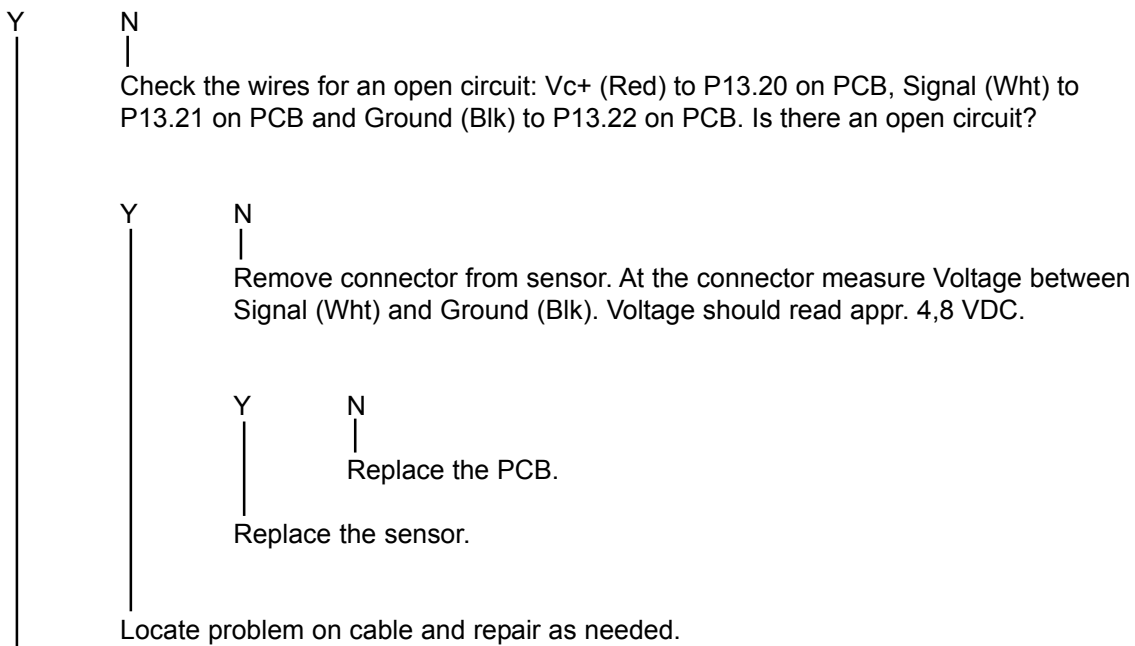 Y N
Check the wires for an open circuit: Vc+ (Red) to P13.20 on PCB, Signal (Wht) to
P13.21 on PCB and Ground (Blk) to P13.22 on PCB. Is there an open circuit?
Y N
Remove connector from sensor. At the connector measure Voltage between
Signal (Wht) and Ground (Blk). Voltage should read appr. 4,8 VDC.
Y N
Replace the PCB.
Replace the sensor.
Locate problem on cable and repair as needed.